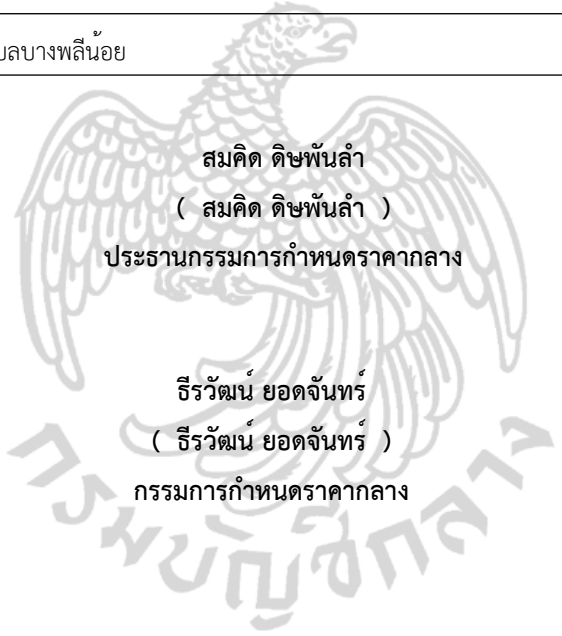 บลบางพลีน้อย
สมคิด ดิษพันลำ
( สมคิด ดิษพันลำ )
ประธานกรรมการกำหนดราคากลาง
ธีรวัฒน์ ยอดจันทร์
( ธีรวัฒน์ ยอดจันทร์ )
กรรมการกำหนดราคากลาง
กรมบัญชีกลาง